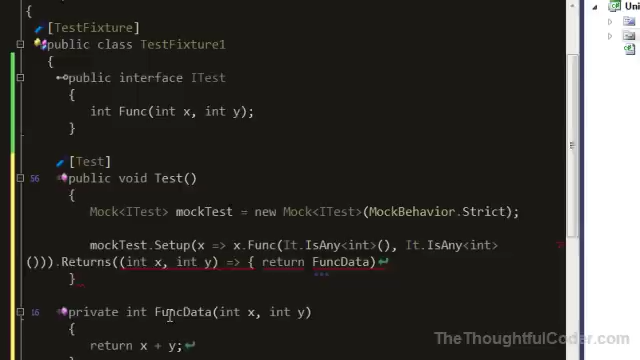 Uni
{
[TestFixture]
public class TestFixture1
{
public interface ITest
{
int Func(int x, int y);
}
[Test]
56 public void Test()
{
Mock<ITest> mockTest = new Mock<ITest>(MockBehavior.Strict);
mockTest.Setup(x => x.Func(It.IsAny<int>(), It.IsAny<int>
())).Returns((int x, int y) => { return FuncData)
}
16 private int FuncData(int x, int y)
{
return x + y;
}
TheThoughtfulCoder.com